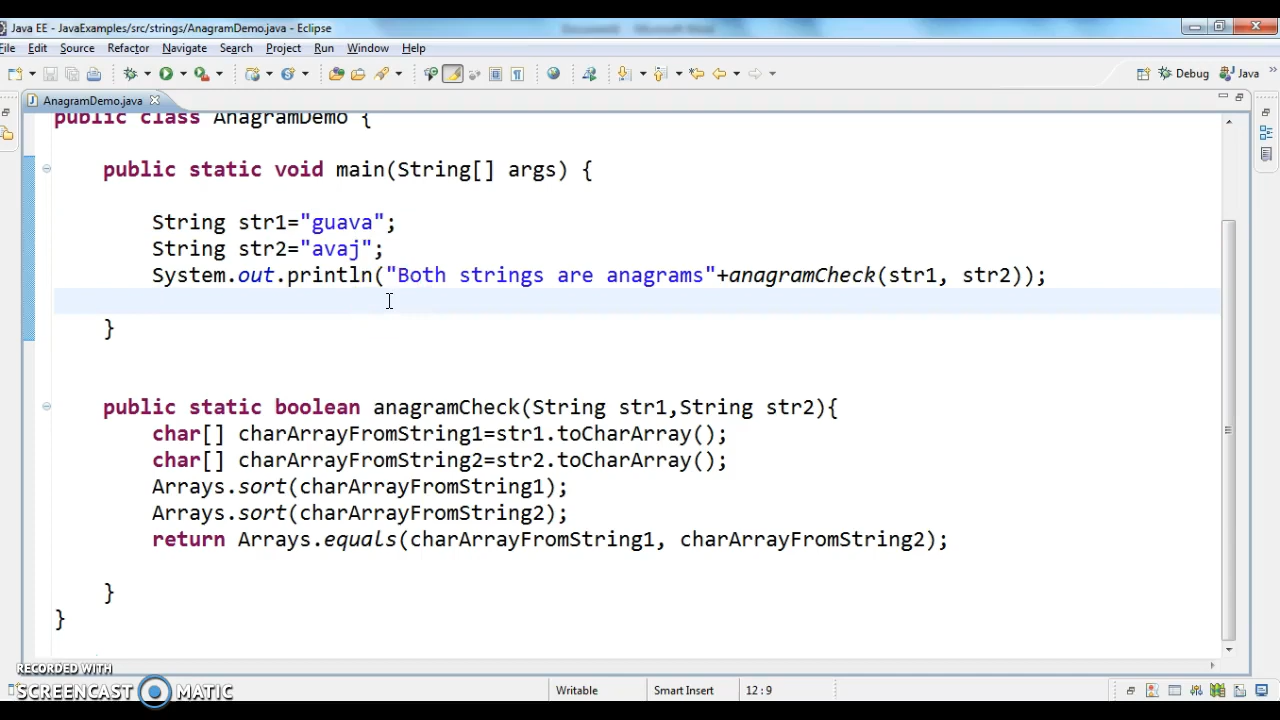 Java EE - JavaExamples/src/strings/AnagramDemo.java - Eclipse
File Edit Source Refactor Navigate Search Project Run Window Help
Debug Java
AnagramDemo.java
public class AnagramDemo {
public static void main(String[] args) {
String str1="guava";
String str2="avaj";
System.out.println("Both strings are anagrams"+anagramCheck(str1, str2));
}
public static boolean anagramCheck(String str1,String str2){
char[] charArrayFromString1=str1.toCharArray();
char[] charArrayFromString2=str2.toCharArray();
Arrays.sort(charArrayFromString1);
Arrays.sort(charArrayFromString2);
return Arrays.equals(charArrayFromString1, charArrayFromString2);
}
}
RECORDED WITH
SCREENCAST MATIC
Writable Smart Insert 12 : 9